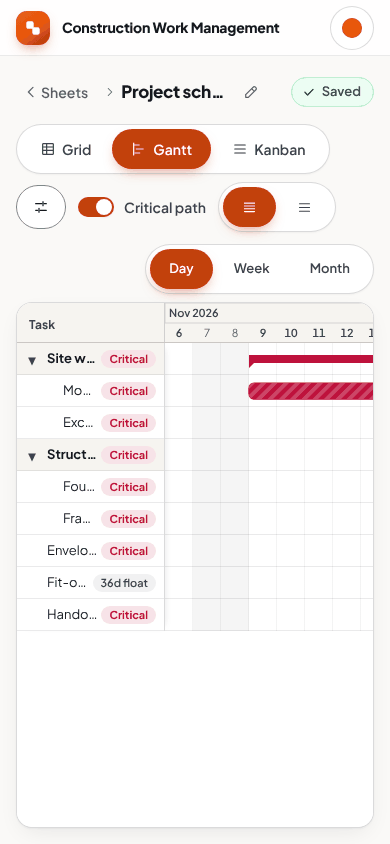 Construction Work Management
Sheets
Project sch...
Saved
Grid
Gantt
Kanban
Critical path
Day
Week
Month
Task
Nov 2026
6 7 8 9 10 11 12
Site w... Critical
Mo... Critical
Exc... Critical
Struct... Critical
Fou... Critical
Fra... Critical
Envelo... Critical
Fit-o... 36d float
Hando... Critical